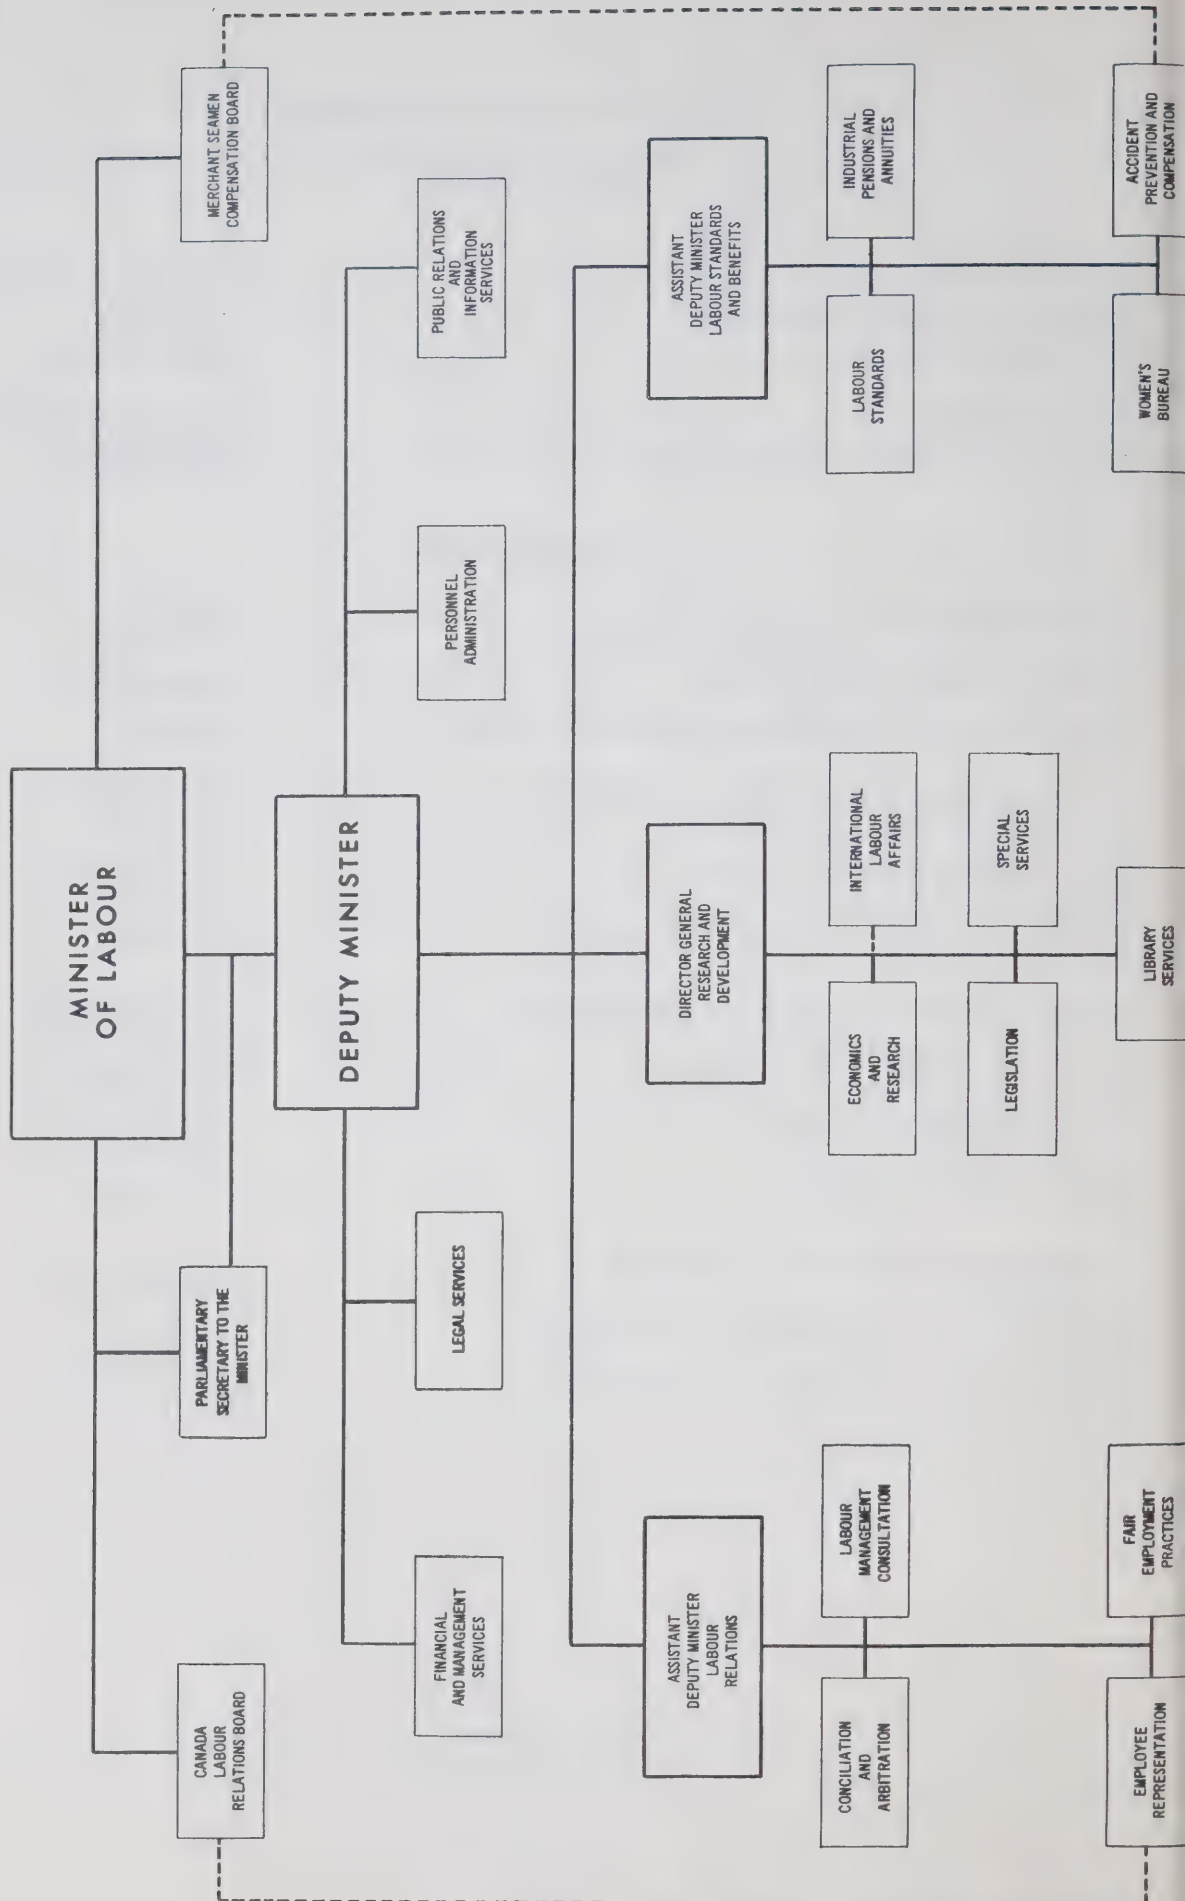 MINISTER
OF LABOUR
CANADA
LABOUR
RELATIONS BOARD
PARLIAMENTARY
SECRETARY TO THE
MINISTER
MERCHANT SEAMEN
COMPENSATION BOARD
DEPUTY MINISTER
FINANCIAL
AND MANAGEMENT
SERVICES
LEGAL SERVICES
PERSONNEL
ADMINISTRATION
PUBLIC RELATIONS
AND
INFORMATION
SERVICES
ASSISTANT
DEPUTY MINISTER
LABOUR
RELATIONS
DIRECTOR GENERAL
RESEARCH AND
DEVELOPMENT
ASSISTANT
DEPUTY MINISTER
LABOUR STANDARDS
AND BENEFITS
CONCILIATION
AND
ARBITRATION
LABOUR
MANAGEMENT
CONSULTATION
ECONOMICS
AND
RESEARCH
INTERNATIONAL
LABOUR
AFFAIRS
LABOUR
STANDARDS
INDUSTRIAL
PENSIONS AND
ANNUITIES
LEGISLATION
SPECIAL
SERVICES
EMPLOYEE
REPRESENTATION
FAIR
EMPLOYMENT
PRACTICES
LIBRARY
SERVICES
WOMEN'S
BUREAU
ACCIDENT
PREVENTION AND
COMPENSATION